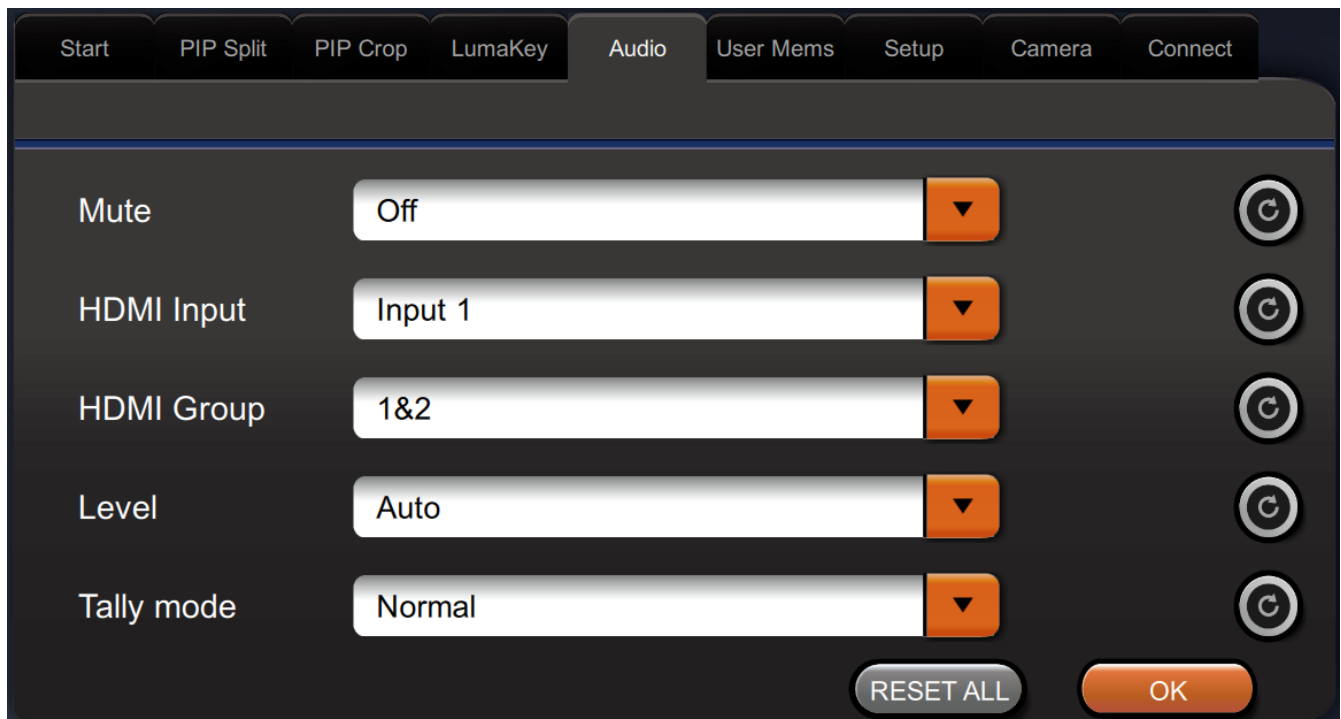 Start PIP Split PIP Crop LumaKey Audio User Mems Setup Camera Connect
Mute Off
HDMI Input Input 1
HDMI Group 1&2
Level Auto
Tally mode Normal
RESET ALL OK